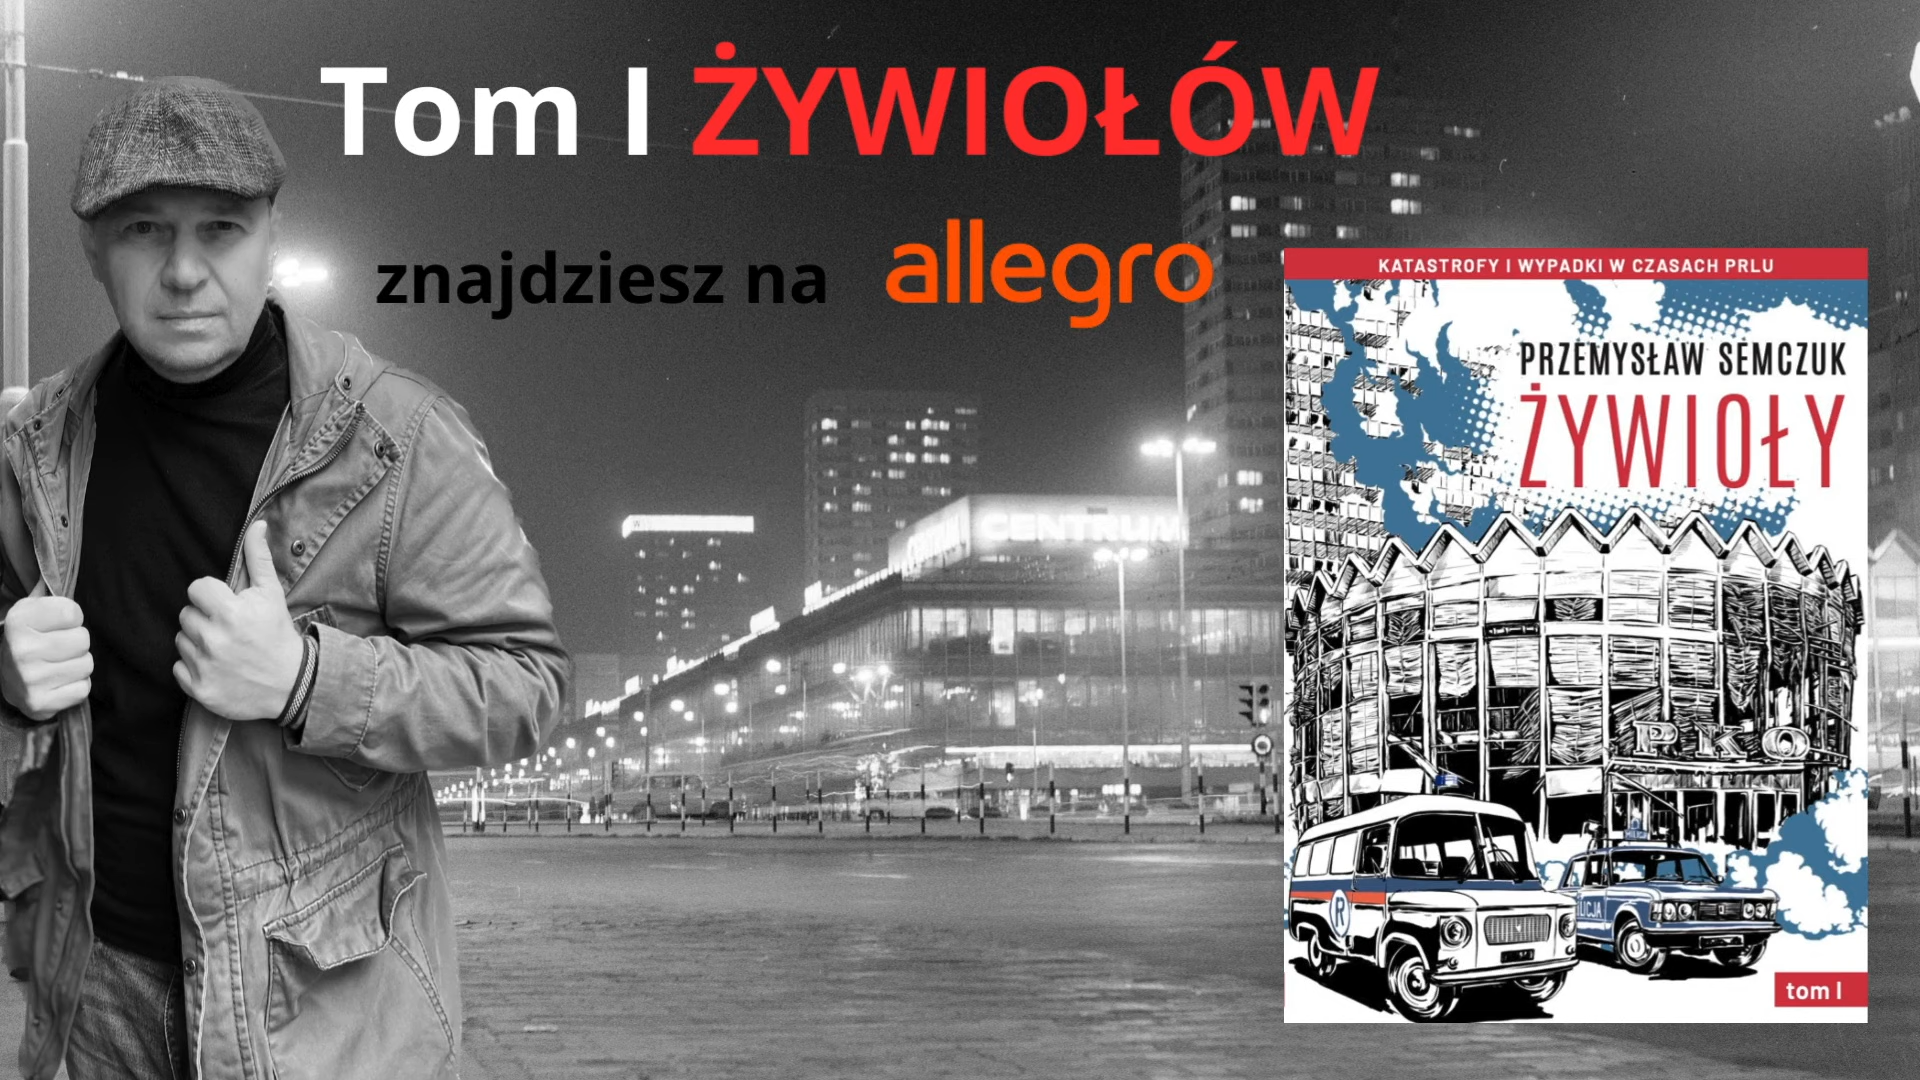 Tom I ŻYWIOŁÓW
znajdziesz na allegro
KATASTROFY I WYPADKI W CZASACH PRLU
PRZEMYSŁAW SEMCZUK
ŻYWIOŁY
CENTRUM
PKO
R
tom I